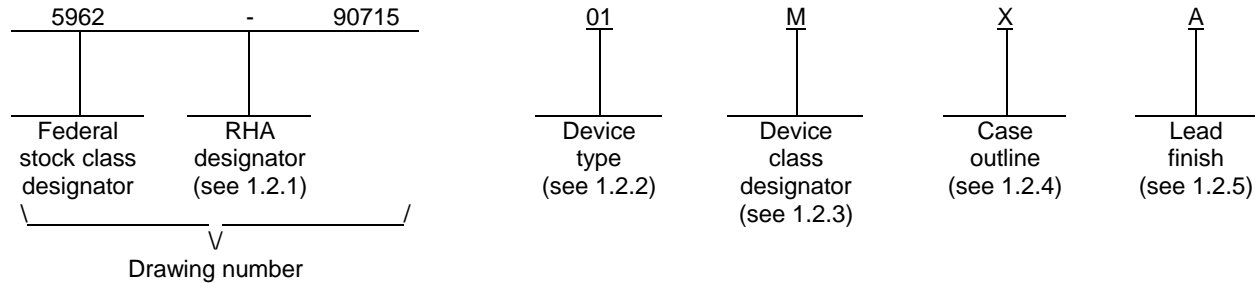 5962 - 90715 01 M X A
Federal stock class designator
RHA designator (see 1.2.1)
Device type (see 1.2.2)
Device class designator (see 1.2.3)
Case outline (see 1.2.4)
Lead finish (see 1.2.5)
\ /
\/
Drawing number